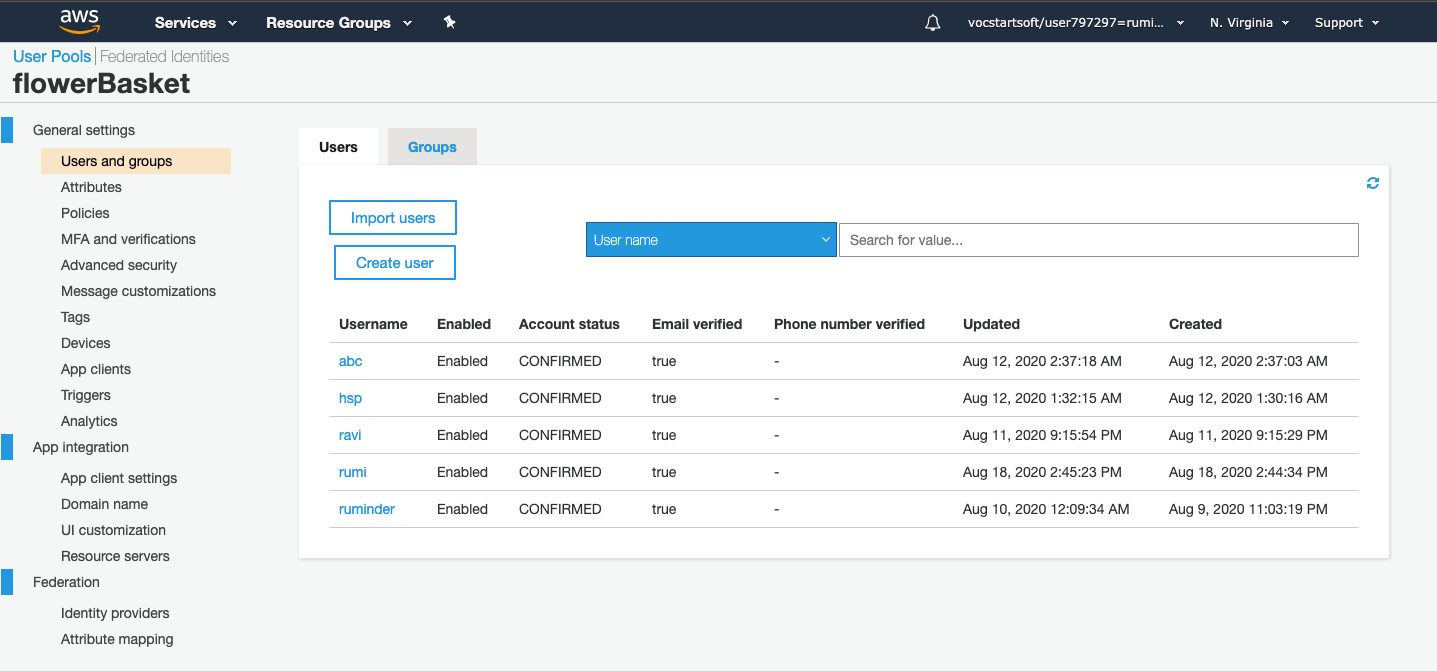 aws Services Resource Groups vocstartsoft/user797297=rumi... N. Virginia Support
User Pools | Federated Identities
flowerBasket
General settings
Users and groups
Attributes
Policies
MFA and verifications
Advanced security
Message customizations
Tags
Devices
App clients
Triggers
Analytics
App integration
App client settings
Domain name
UI customization
Resource servers
Federation
Identity providers
Attribute mapping
Users Groups
Import users
Create user
User name Search for value...
Username Enabled Account status Email verified Phone number verified Updated Created
abc Enabled CONFIRMED true - Aug 12, 2020 2:37:18 AM Aug 12, 2020 2:37:03 AM
hsp Enabled CONFIRMED true - Aug 12, 2020 1:32:15 AM Aug 12, 2020 1:30:16 AM
ravi Enabled CONFIRMED true - Aug 11, 2020 9:15:54 PM Aug 11, 2020 9:15:29 PM
rumi Enabled CONFIRMED true - Aug 18, 2020 2:45:23 PM Aug 18, 2020 2:44:34 PM
ruminder Enabled CONFIRMED true - Aug 10, 2020 12:09:34 AM Aug 9, 2020 11:03:19 PM